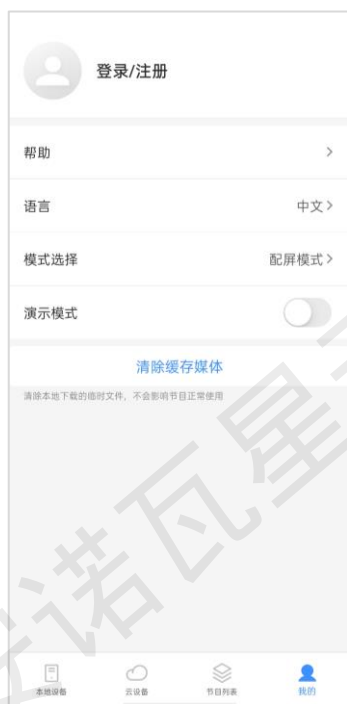 登录/注册
帮助
语言 中文
模式选择 配屏模式
演示模式
清除缓存媒体
清除本地下载的临时文件，不会影响节目正常使用
诺瓦星
本地设备 云设备 节目列表 我的